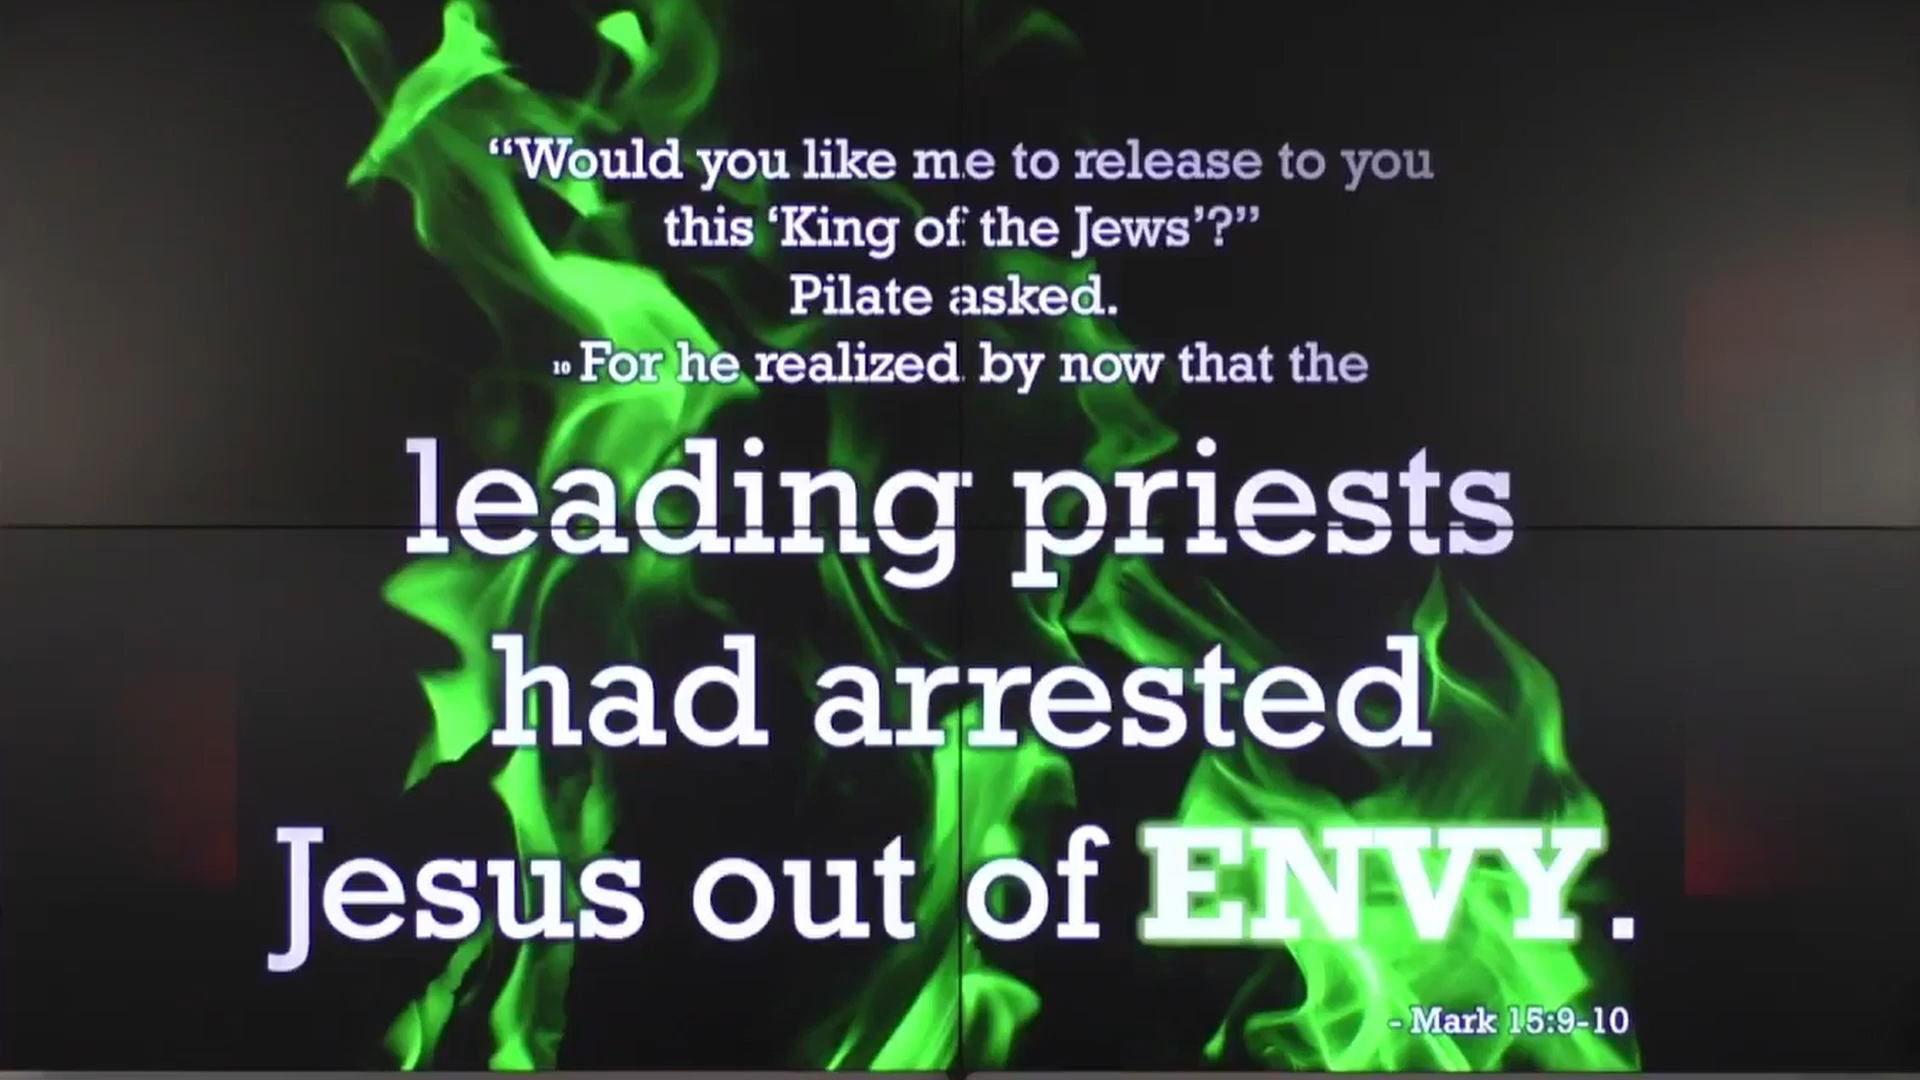 “Would you like me to release to you
this ‘King of the Jews’?”
Pilate asked.
10 For he realized by now that the
leading priests
had arrested
Jesus out of ENVY.
- Mark 15:9-10